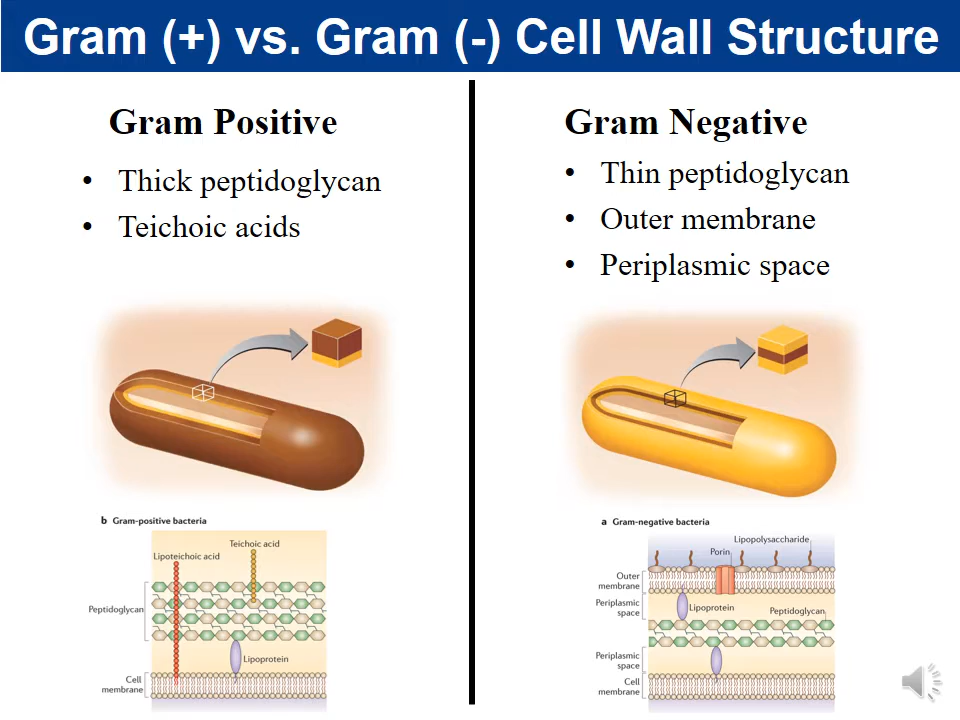 Gram (+) vs. Gram (-) Cell Wall Structure
Gram Positive
• Thick peptidoglycan
• Teichoic acids
b Gram-positive bacteria
Teichoic acid
Lipoteichoic acid
Peptidoglycan
Lipoprotein
Cell
membrane
Gram Negative
• Thin peptidoglycan
• Outer membrane
• Periplasmic space
a Gram-negative bacteria
Lipopolysaccharide
Porin
Outer
membrane
Periplasmic
space
Lipoprotein
Peptidoglycan
Periplasmic
space
Cell
membrane